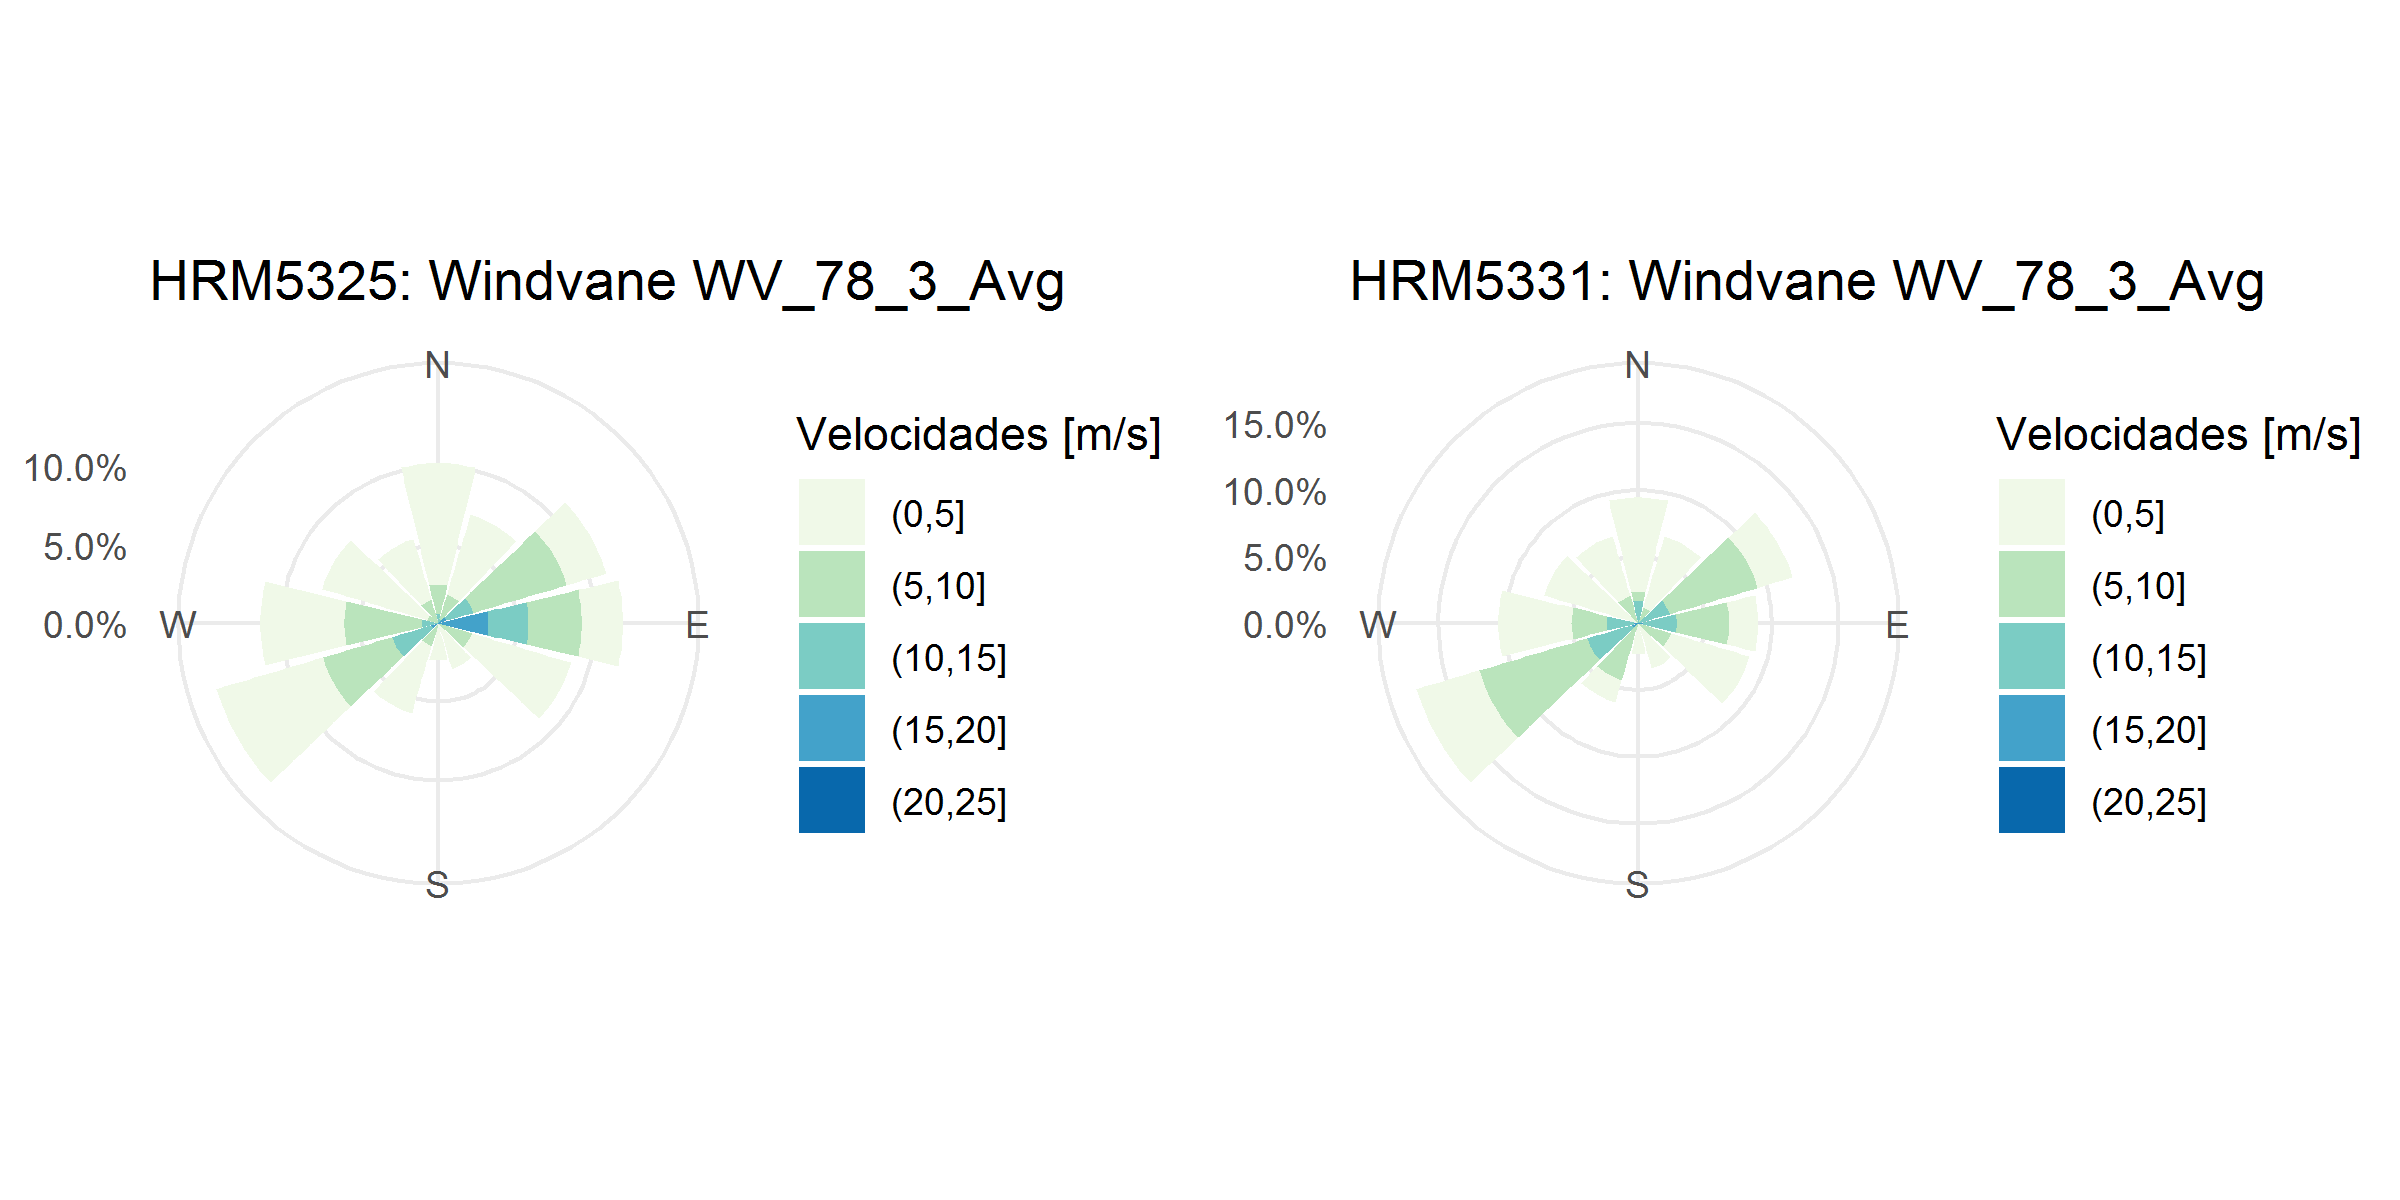 HRM5325: Windvane WV_78_3_Avg
N
10.0%
5.0%
0.0%
W
E
S
Velocidades [m/s]
(0,5]
(5,10]
(10,15]
(15,20]
(20,25]
HRM5331: Windvane WV_78_3_Avg
N
15.0%
10.0%
5.0%
0.0%
W
E
S
Velocidades [m/s]
(0,5]
(5,10]
(10,15]
(15,20]
(20,25]